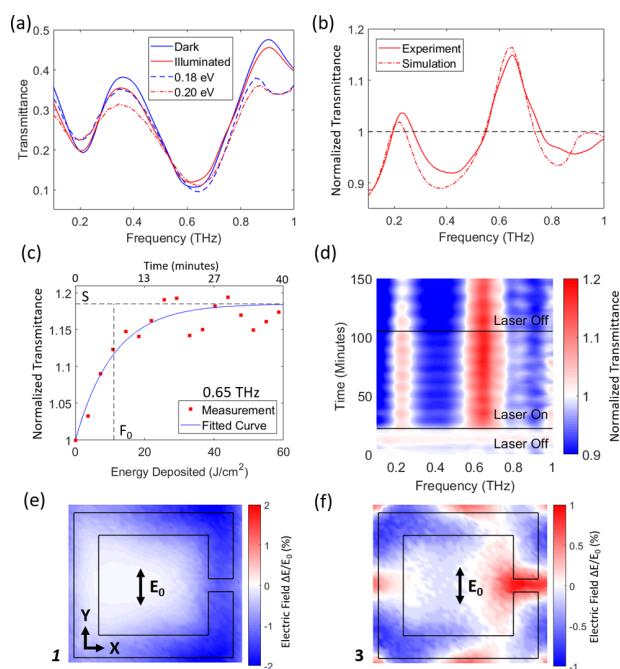 (a)
0.5
0.4
0.3
0.2
0.1
Transmittance
Dark
Illuminated
0.18 eV
0.20 eV
0.2 0.4 0.6 0.8 1
Frequency (THz)
(b)
1.2
1.1
1
0.9
0.8
Normalized Transmittance
Experiment
Simulation
0 0.2 0.4 0.6 0.8 1
Frequency (THz)
(c)
Time (minutes)
0 13 27 40
1.2
1.15
1.1
1.05
1
Normalized Transmittance
S
F0
0.65 THz
Measurement
Fitted Curve
0 20 40 60
Energy Deposited (J/cm²)
(d)
150
100
50
0
Time (Minutes)
Laser Off
Laser On
Laser Off
0.2 0.4 0.6 0.8 1
Frequency (THz)
1.2
1.1
1
0.9
Normalized Transmittance
(e)
E0
Y
X
1
2
1
0
-1
-2
Electric Field ΔE/E0 (%)
(f)
E0
3
1
0.5
0
-0.5
-1
Electric Field ΔE/E0 (%)